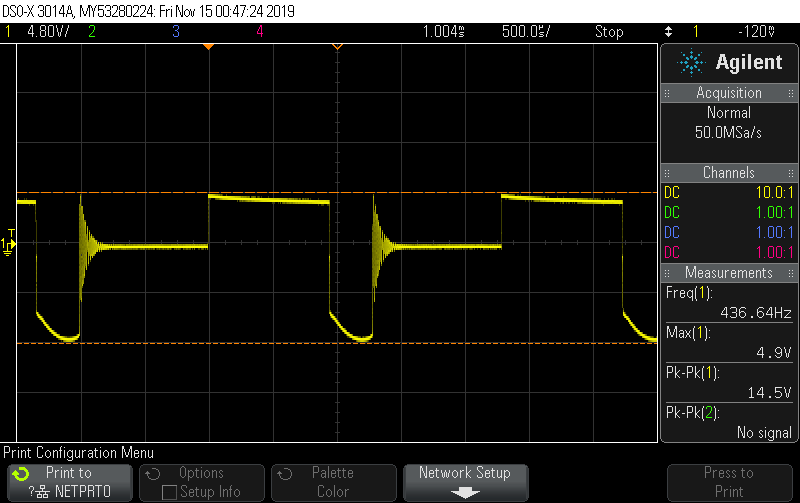 DSO-X 3014A, MY53280224: Fri Nov 15 00:47:24 2019
1 4.80V/ 2 3 4 1.004s 500.0s/ Stop 1 -120V
Agilent
Acquisition
Normal
50.0MSa/s
Channels
DC 10.0:1
DC 1.00:1
DC 1.00:1
DC 1.00:1
Measurements
Freq(1):
436.64Hz
Max(1):
4.9V
Pk-Pk(1):
14.5V
Pk-Pk(2):
No signal
T
1
Print Configuration Menu
Print to
? NETPRTO
Options
Setup Info
Palette
Color
Network Setup
Press to
Print